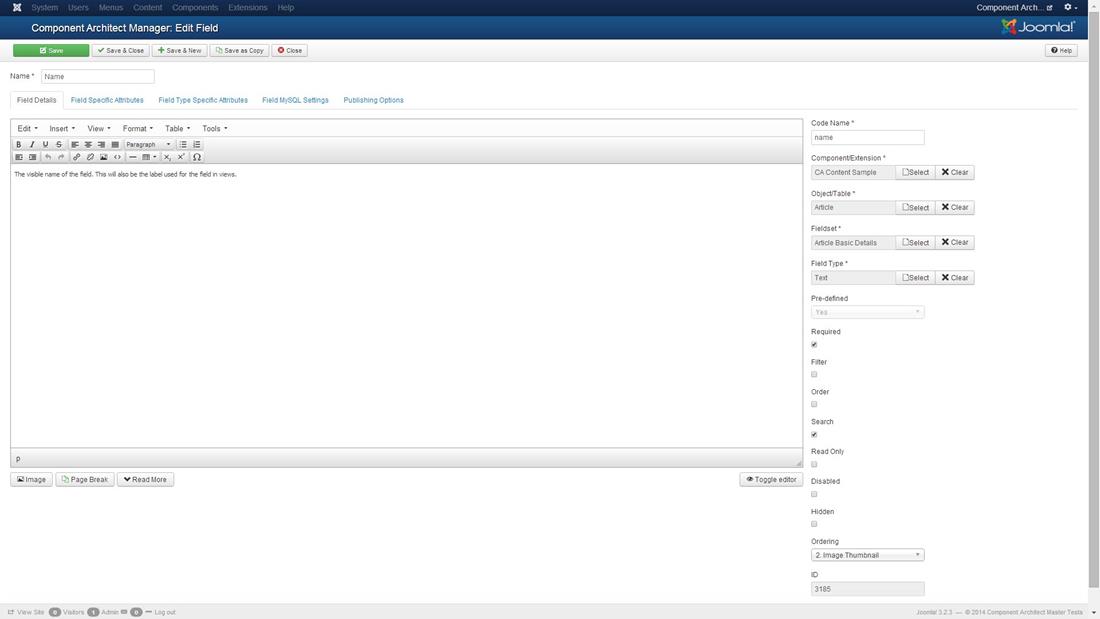 System Users Menus Content Components Extensions Help Component Arch...
Component Architect Manager: Edit Field Joomla!
Save Save & Close Save & New Save as Copy Close Help
Name * Name
Field Details Field Specific Attributes Field Type Specific Attributes Field MySQL Settings Publishing Options
Edit Insert View Format Table Tools
B I U S Paragraph
The visible name of the field. This will also be the label used for the field in views.
p
Image Page Break Read More Toggle editor
Code Name *
name
Component/Extension *
CA Content Sample Select Clear
Object/Table *
Article Select Clear
Fieldset *
Article Basic Details Select Clear
Field Type *
Text Select Clear
Pre-defined
Yes
Required
Filter
Order
Search
Read Only
Disabled
Hidden
Ordering
2. Image Thumbnail
ID
3185
View Site 0 Visitors 1 Admin 0 Log out Joomla! 3.2.3 — © 2014 Component Architect Master Tests